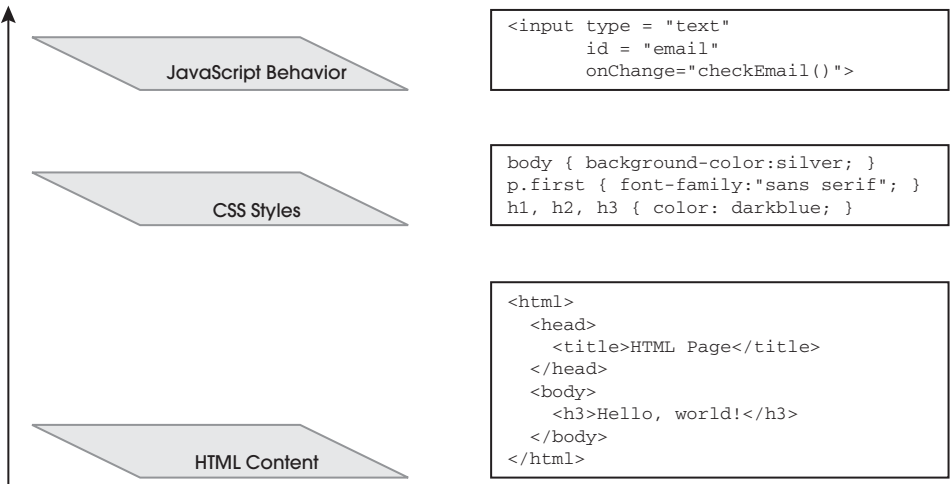 JavaScript Behavior
<input type = "text"
       id = "email"
       onChange="checkEmail()">
CSS Styles
body { background-color:silver; }
p.first { font-family:"sans serif"; }
h1, h2, h3 { color: darkblue; }
HTML Content
<html>
  <head>
    <title>HTML Page</title>
  </head>
  <body>
    <h3>Hello, world!</h3>
  </body>
</html>